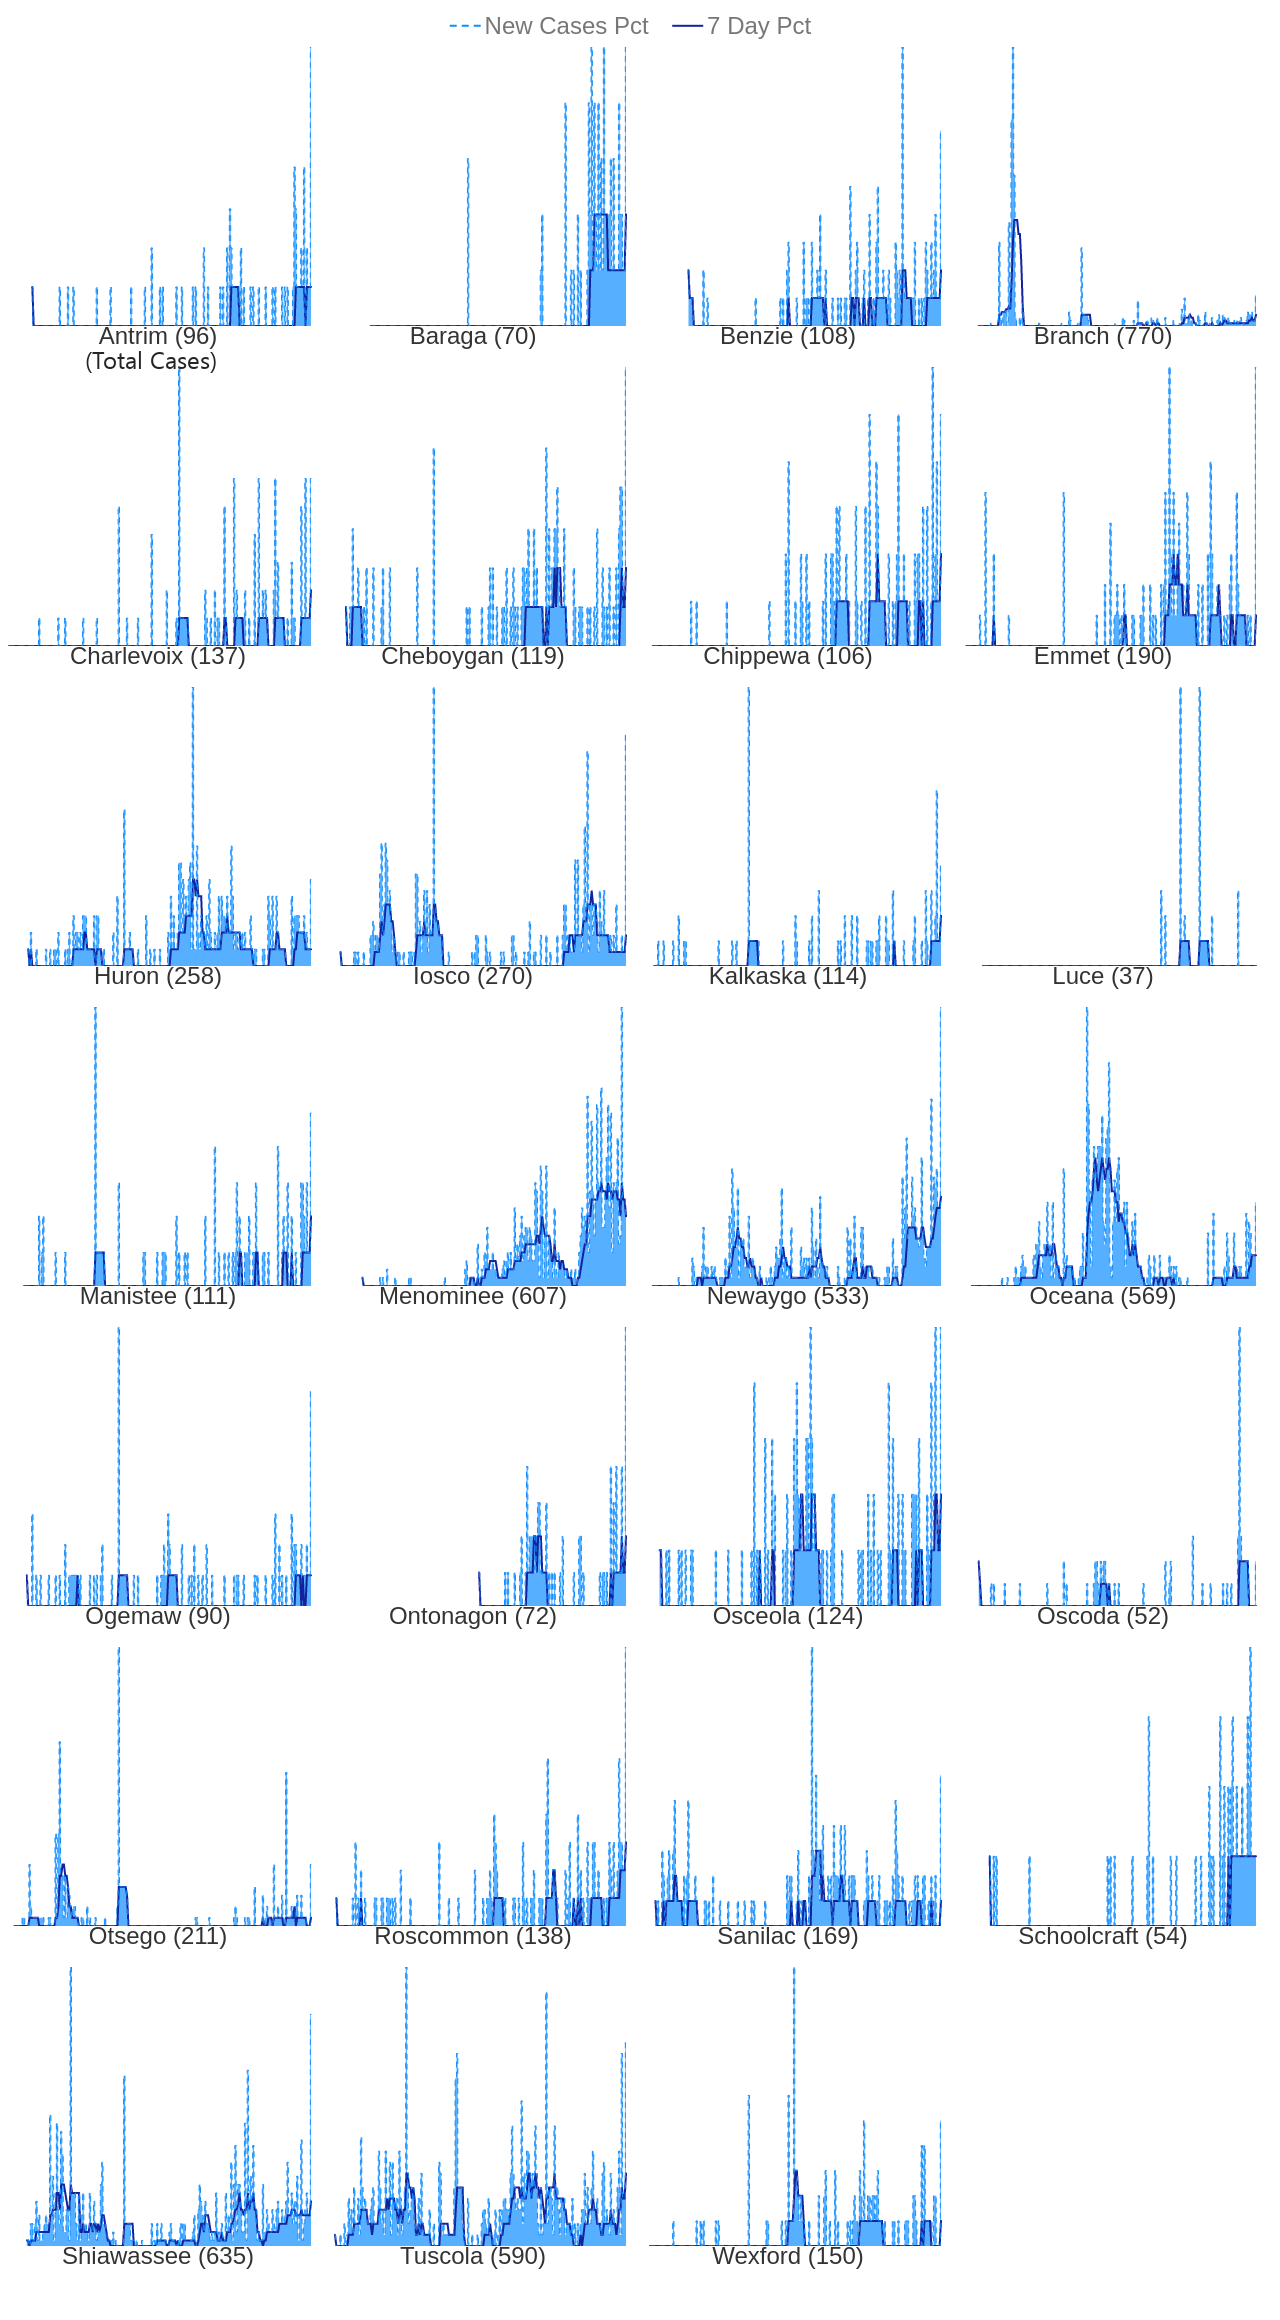 New Cases Pct 7 Day Pct
Antrim (96) Baraga (70) Benzie (108) Branch (770)
(Total Cases)
Charlevoix (137) Cheboygan (119) Chippewa (106) Emmet (190)
Huron (258) Iosco (270) Kalkaska (114) Luce (37)
Manistee (111) Menominee (607) Newaygo (533) Oceana (569)
Ogemaw (90) Ontonagon (72) Osceola (124) Oscoda (52)
Otsego (211) Roscommon (138) Sanilac (169) Schoolcraft (54)
Shiawassee (635) Tuscola (590) Wexford (150)